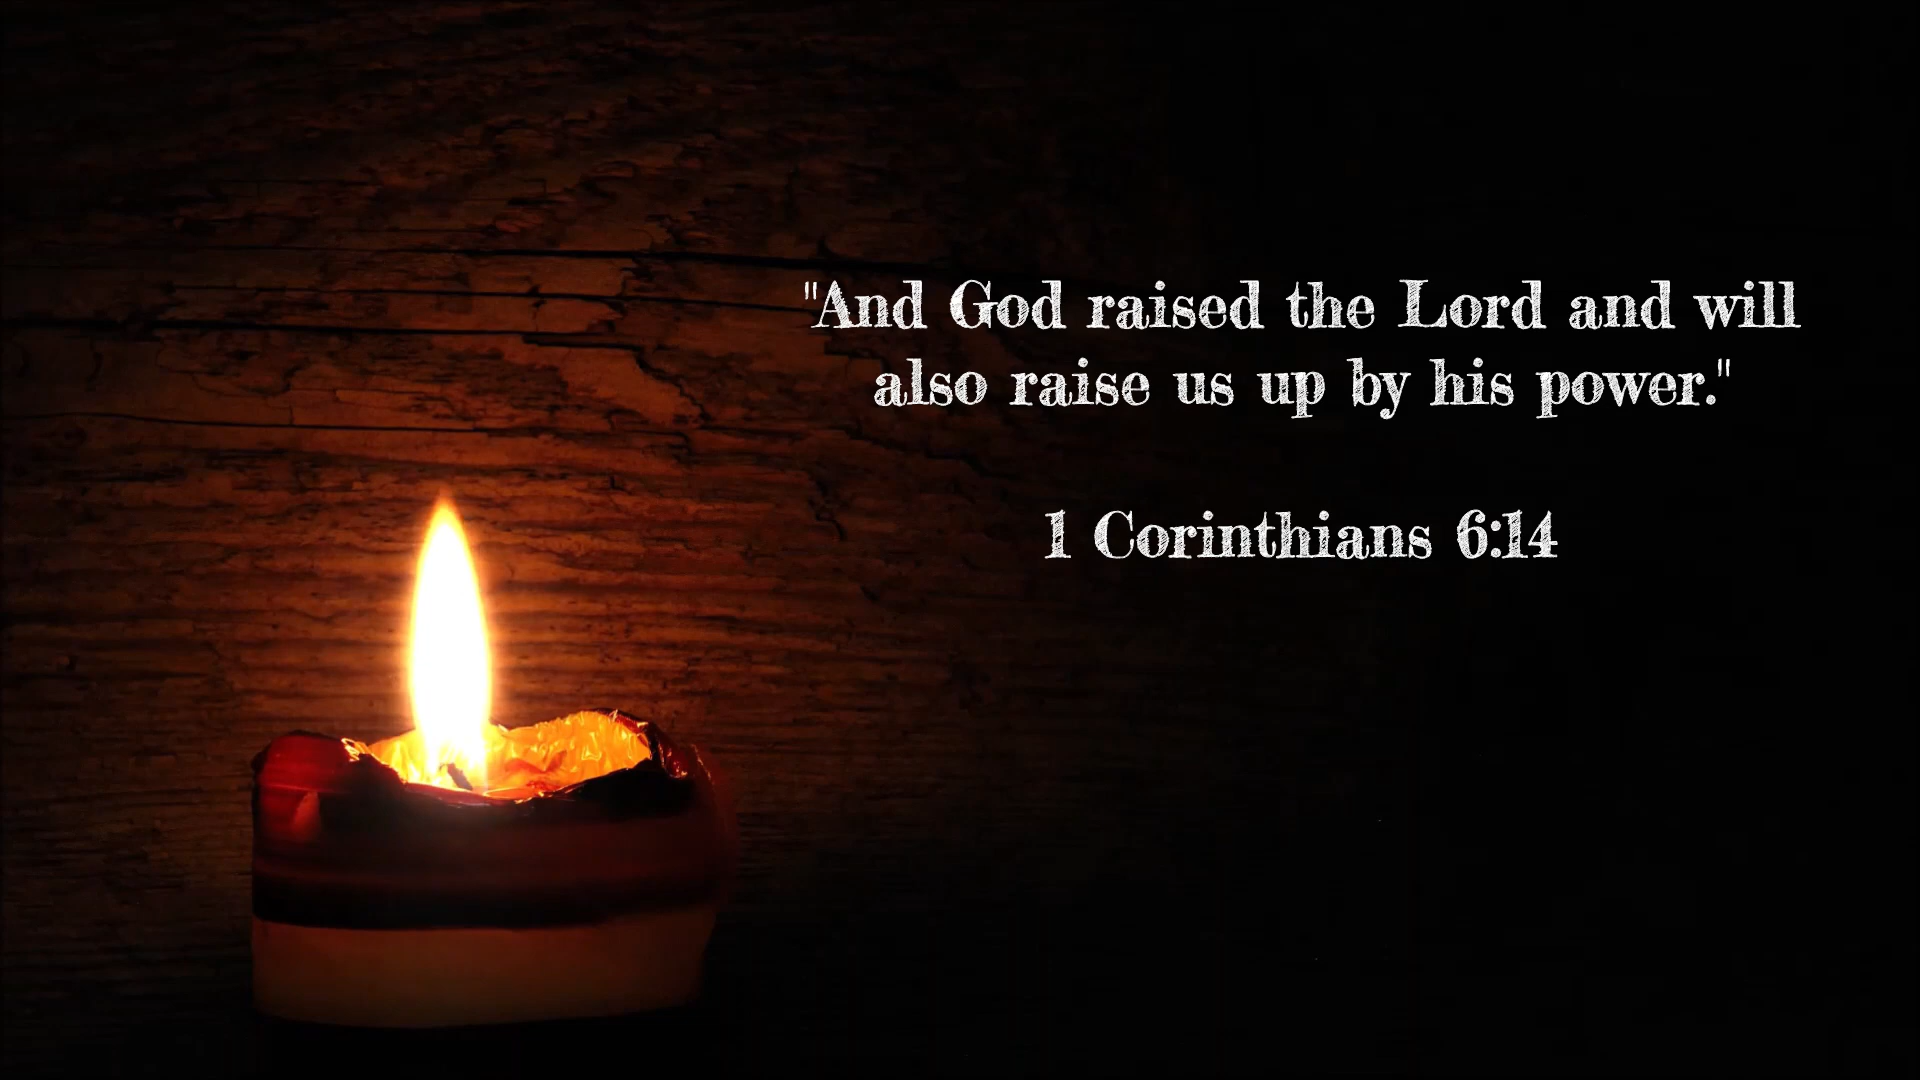 "And God raised the Lord and will
also raise us up by his power."
1 Corinthians 6:14